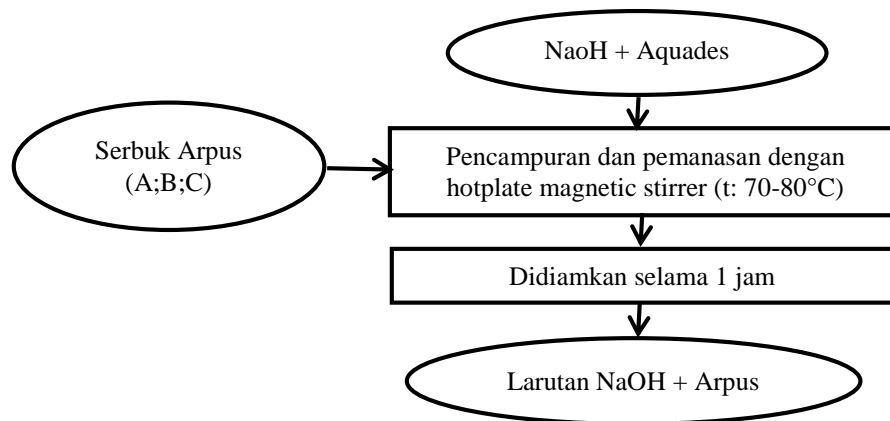 NaoH + Aquades
Serbuk Arpus
(A;B;C)
Pencampuran dan pemanasan dengan
hotplate magnetic stirrer (t: 70-80°C)
Didiamkan selama 1 jam
Larutan NaOH + Arpus